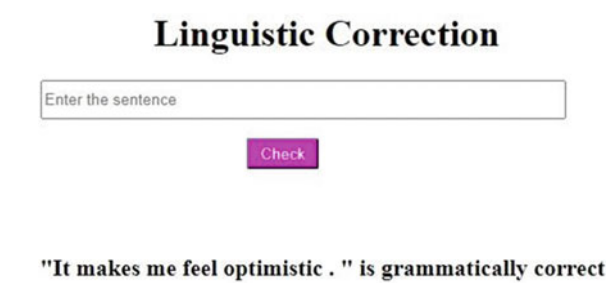 Linguistic Correction
Enter the sentence
Check
"It makes me feel optimistic . " is grammatically correct